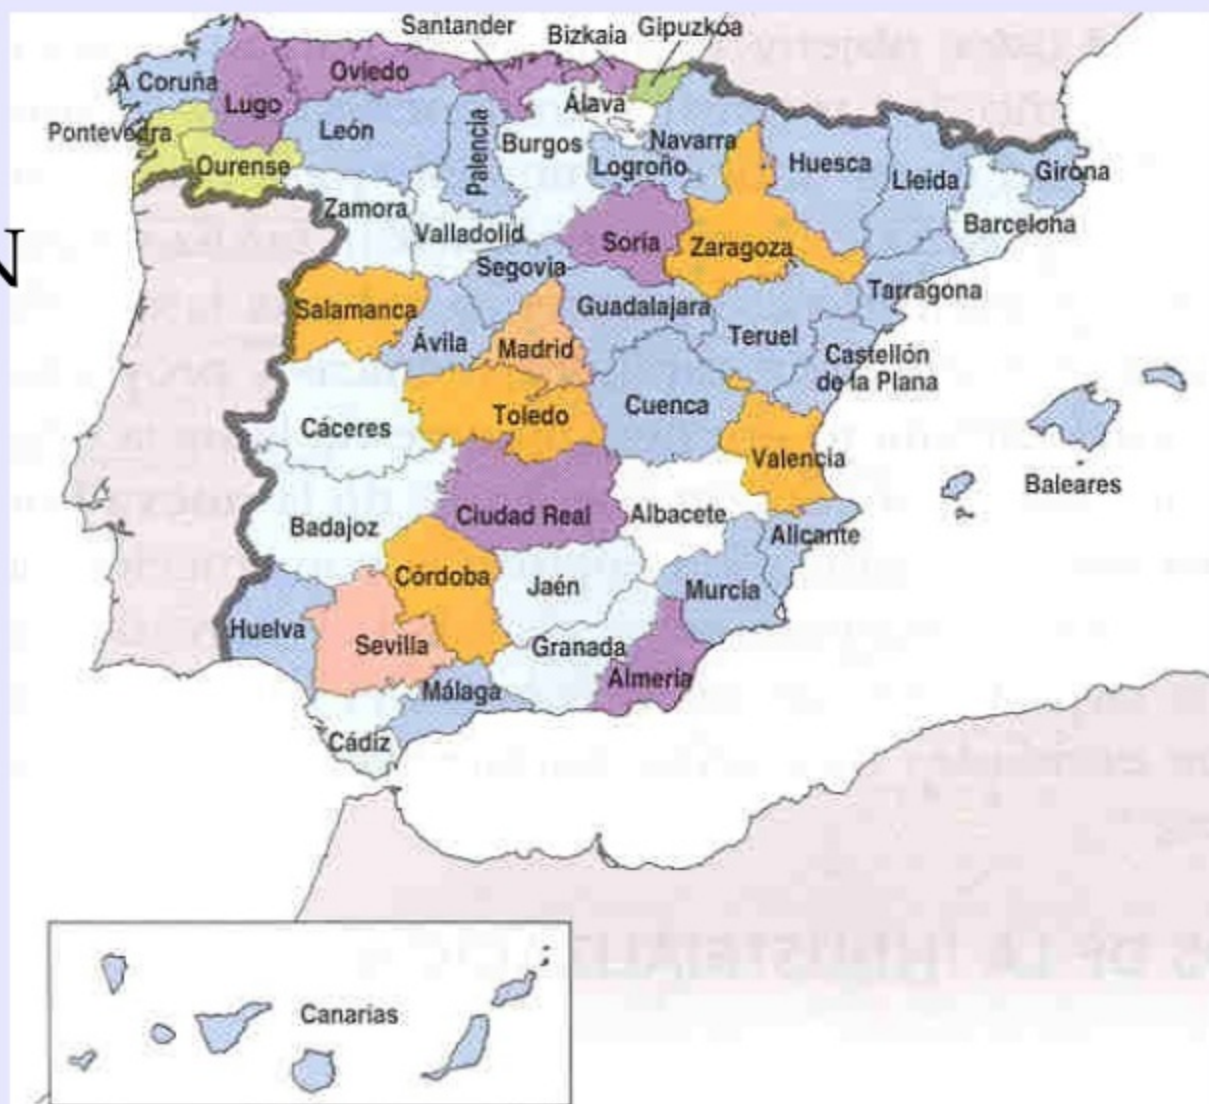 Santander
Bizkaia
Gipuzkóa
A Coruña
Lugo
Oviedo
Álava
Pontevedra
León
Palencia
Burgos
Navarra
Logroño
Huesca
Lleida
Girona
Ourense
Zamora
Valladolid
Soria
Zaragoza
Barcelona
N
Segovia
Salamanca
Guadalajara
Tarragona
Ávila
Madrid
Teruel
Castellón
de la Plana
Cáceres
Toledo
Cuenca
Valencia
Baleares
Badajoz
Ciudad Real
Albacete
Alicante
Córdoba
Jaén
Murcia
Huelva
Sevilla
Granada
Málaga
Almería
Cádiz
Canarias